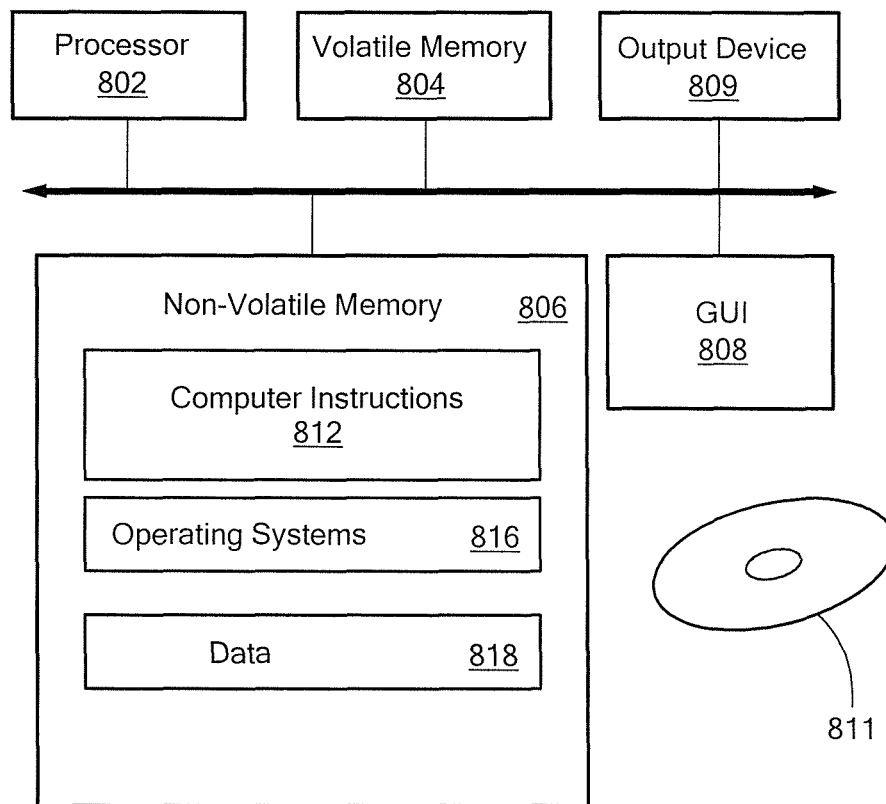 Processor
802
Volatile Memory
804
Output Device
809
Non-Volatile Memory 806
Computer Instructions
812
Operating Systems 816
Data 818
GUI
808
811